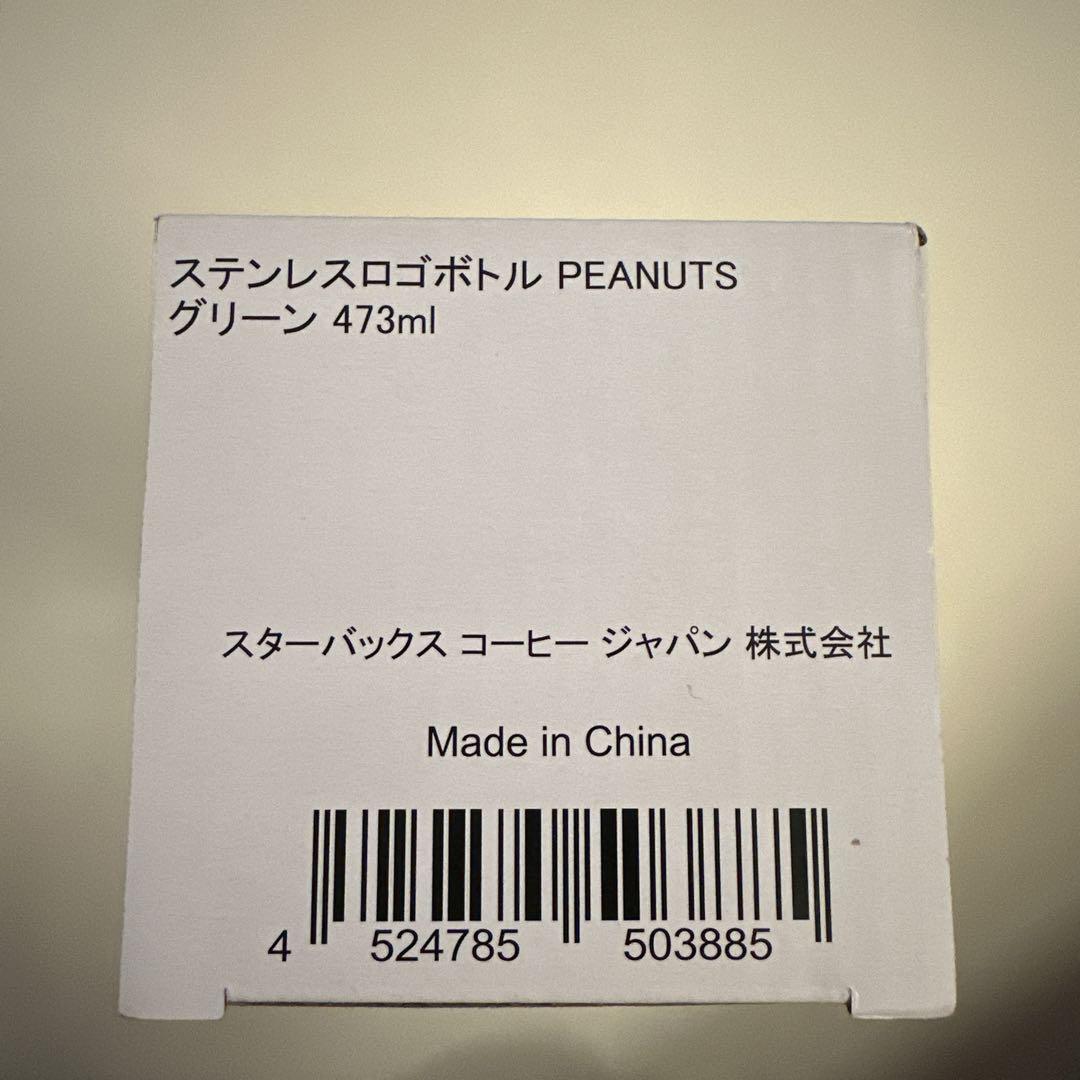 ステンレスロゴボトル PEANUTS
グリーン 473ml
スターバックス コーヒー ジャパン 株式会社
Made in China
4 524785 503885